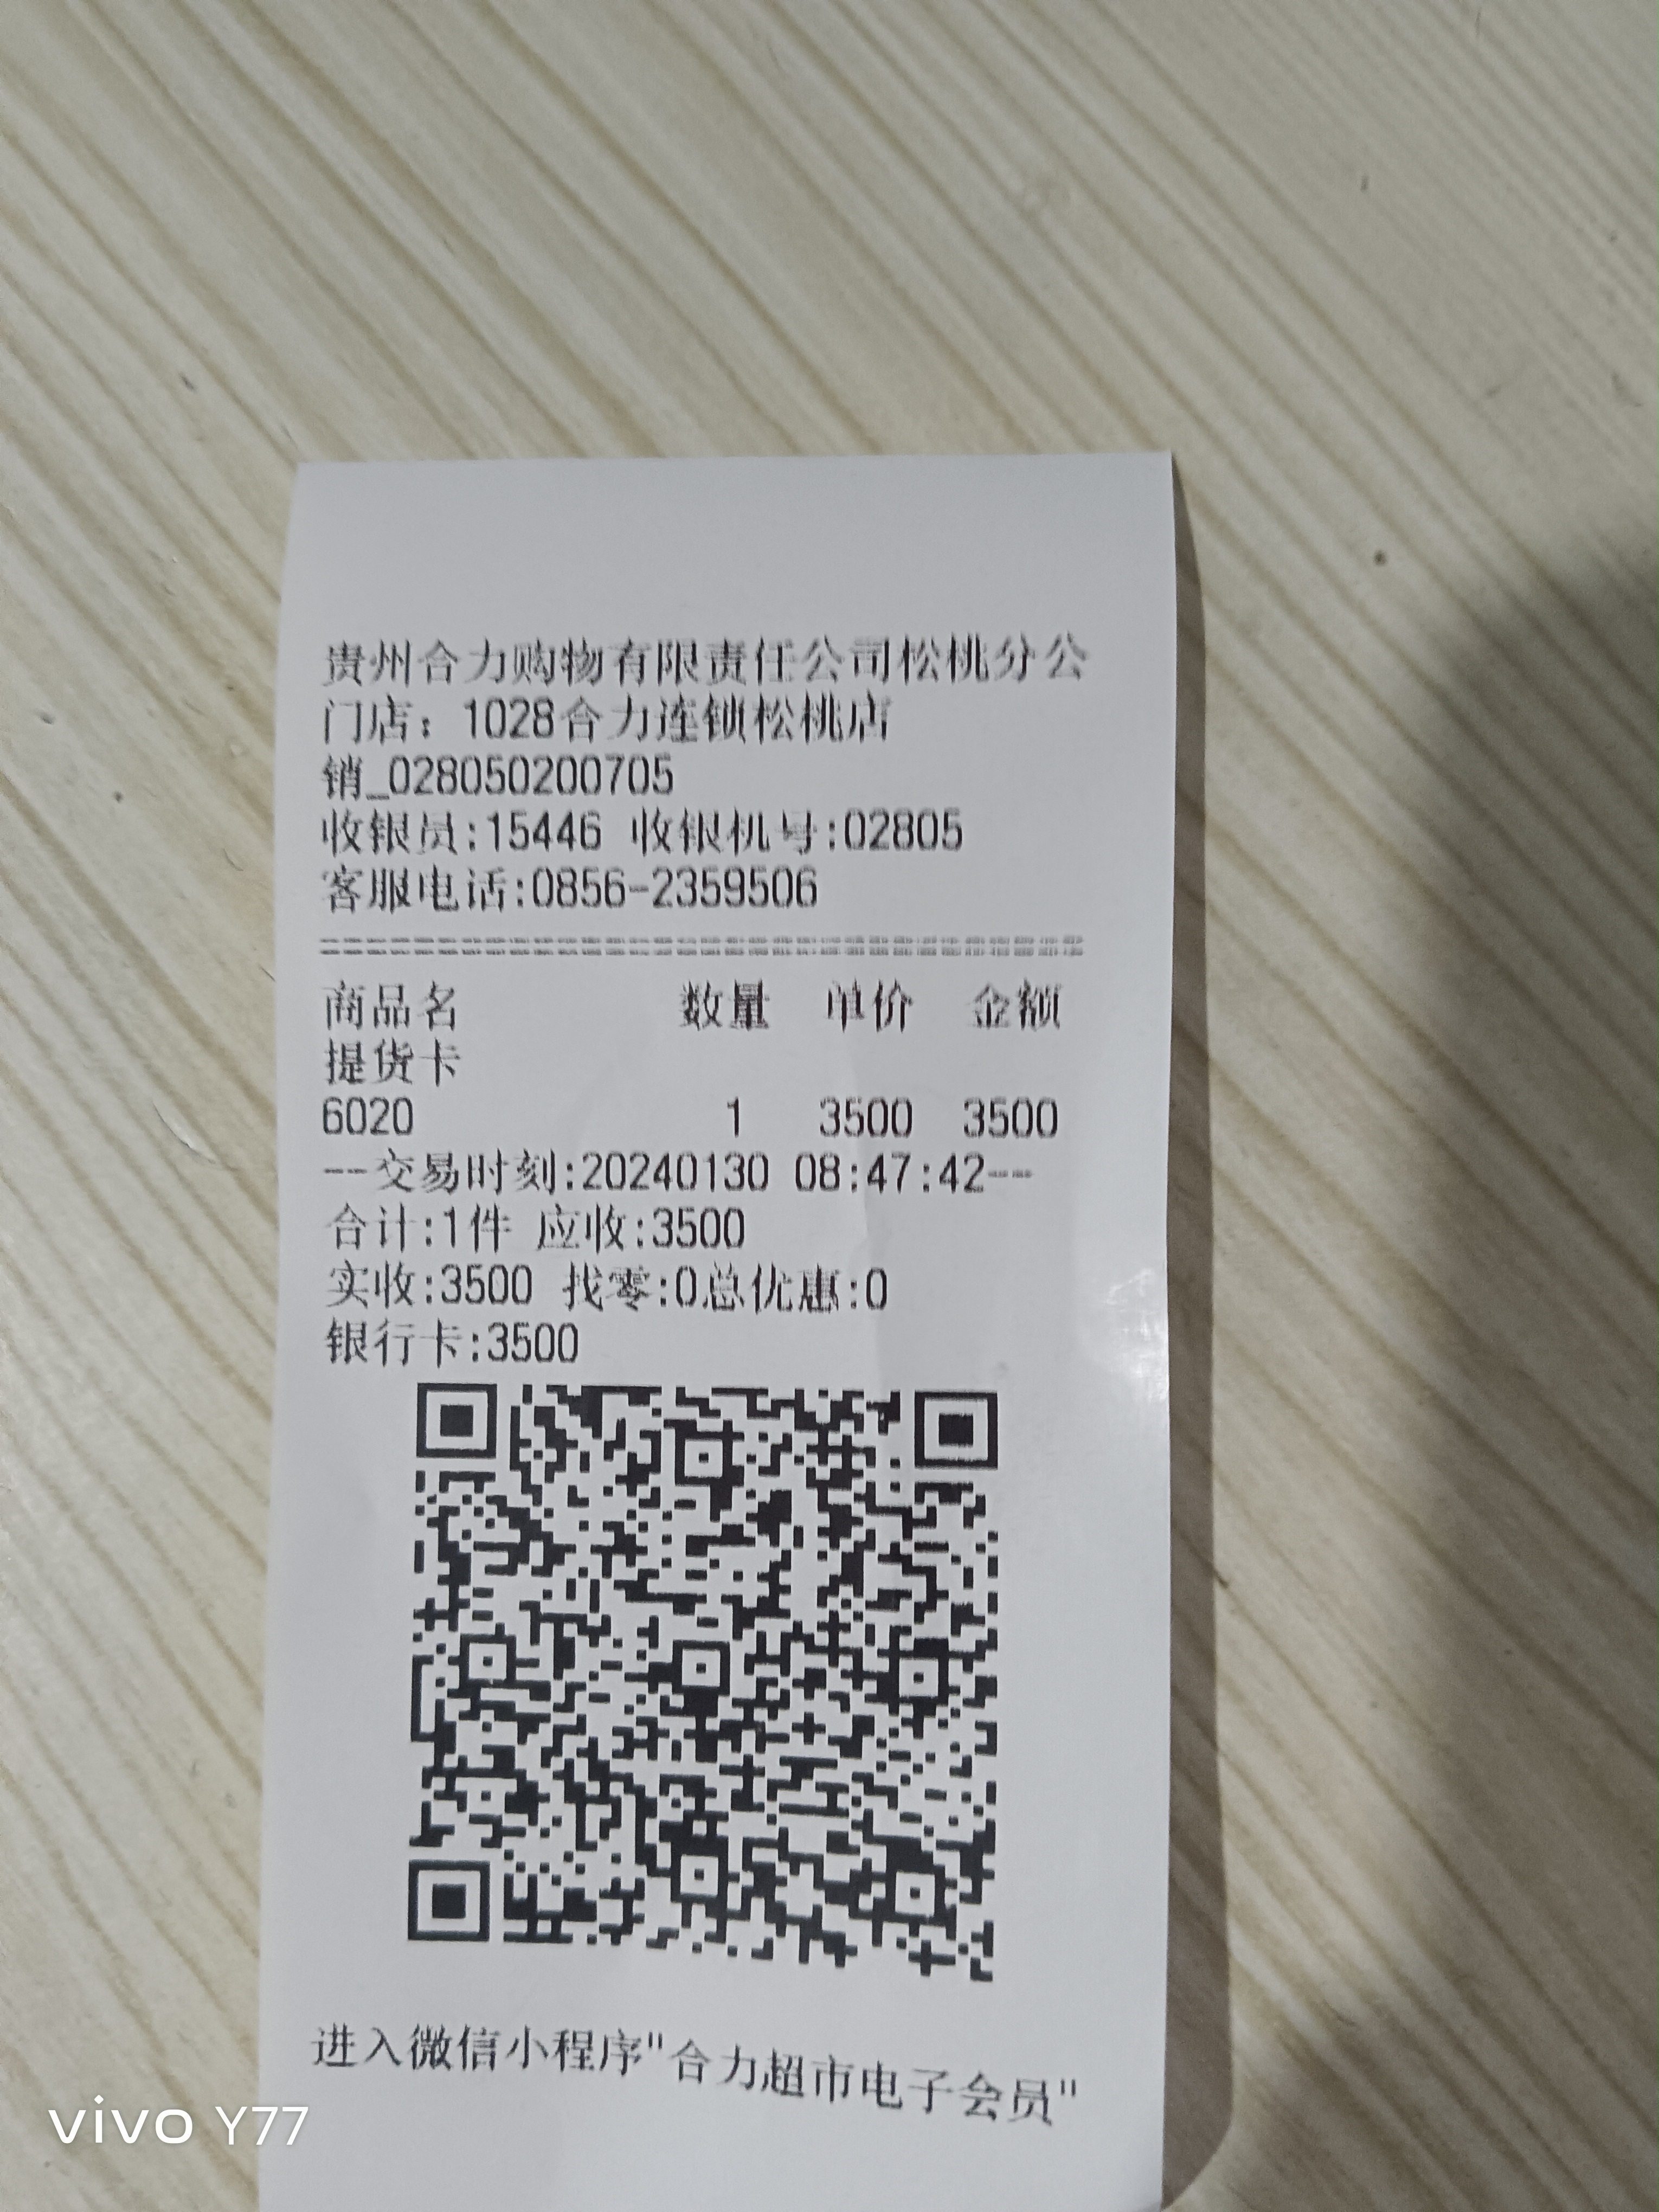 贵州合力购物有限责任公司松桃分公
门店：1028合力连锁松桃店
销_028050200705
收银员:15446 收银机号:02805
客服电话:0856-2359506
================================
商品名 数量 单价 金额
提货卡
6020 1 3500 3500
--交易时刻:20240130 08:47:42--
合计:1件 应收:3500
实收:3500 找零:0总优惠:0
银行卡:3500
进入微信小程序"合力超市电子会员"
vivo Y77